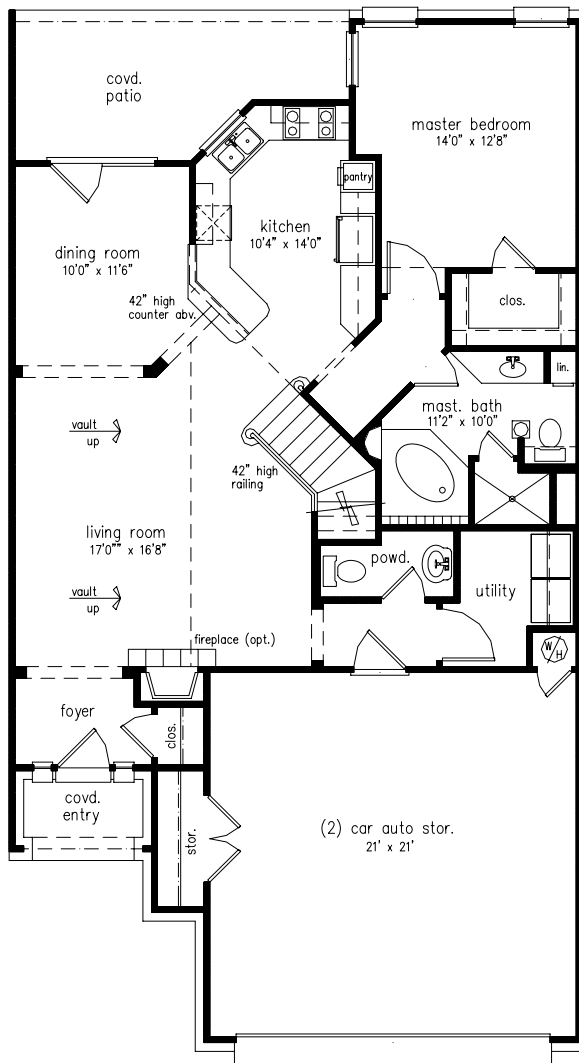 covd.
patio
master bedroom
14'0" x 12'8"
pantry
kitchen
10'4" x 14'0"
dining room
10'0" x 11'6"
42" high
counter abv.
clos.
lin.
mast. bath
11'2" x 10'0"
vault
up
42" high
railing
living room
17'0"" x 16'8"
powd.
utility
vault
up
fireplace (opt.)
W/H
foyer
clos.
covd.
entry
stor.
(2) car auto stor.
21' x 21'